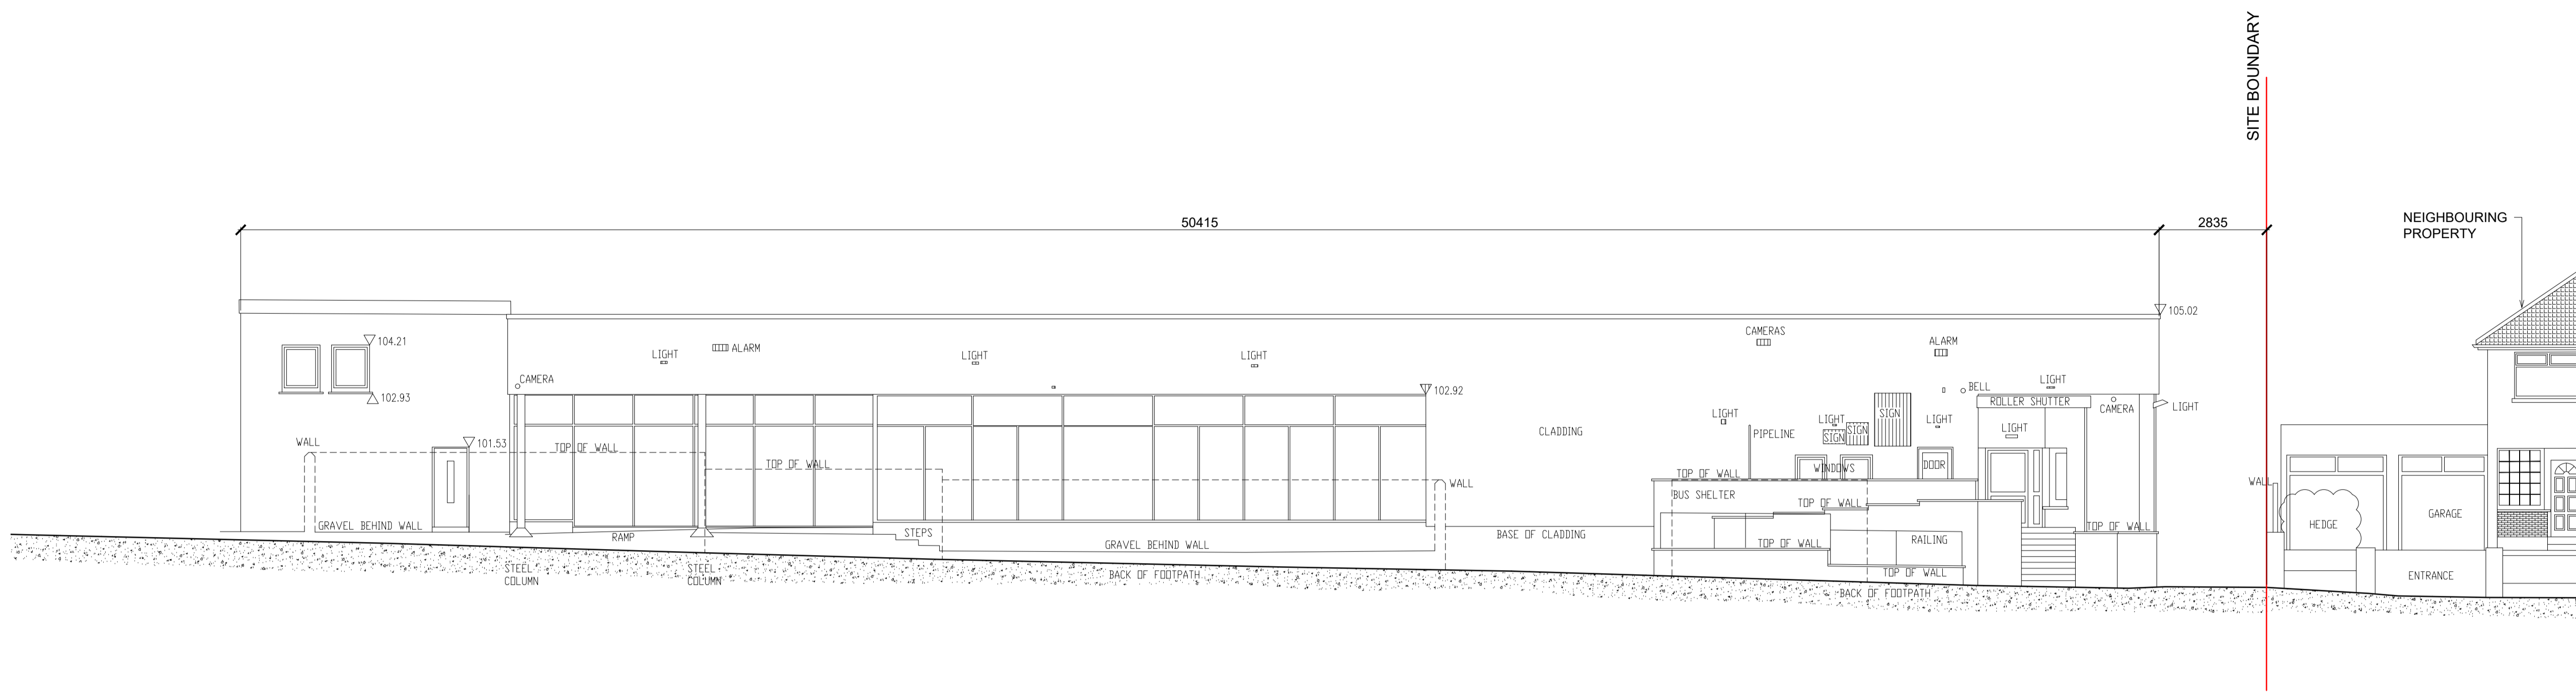 SITE BOUNDARY
50415
2835
NEIGHBOURING
PROPERTY
105.02
104.21
LIGHT
ALARM
LIGHT
LIGHT
CAMERAS
ALARM
CAMERA
102.93
102.92
LIGHT
BELL
ROLLER SHUTTER
CAMERA
LIGHT
LIGHT
LIGHT
SIGN
LIGHT
LIGHT
PIPELINE
SIGN
SIGN
CLADDING
WALL
101.53
TOP OF WALL
TOP OF WALL
WINDOWS
DOOR
TOP OF WALL
WALL
WALL
BUS SHELTER
TOP OF WALL
GRAVEL BEHIND WALL
RAMP
STEPS
GRAVEL BEHIND WALL
BASE OF CLADDING
TOP OF WALL
RAILING
TOP OF WALL
HEDGE
GARAGE
STEEL
COLUMN
STEEL
COLUMN
BACK OF FOOTPATH
TOP OF WALL
BACK OF FOOTPATH
ENTRANCE